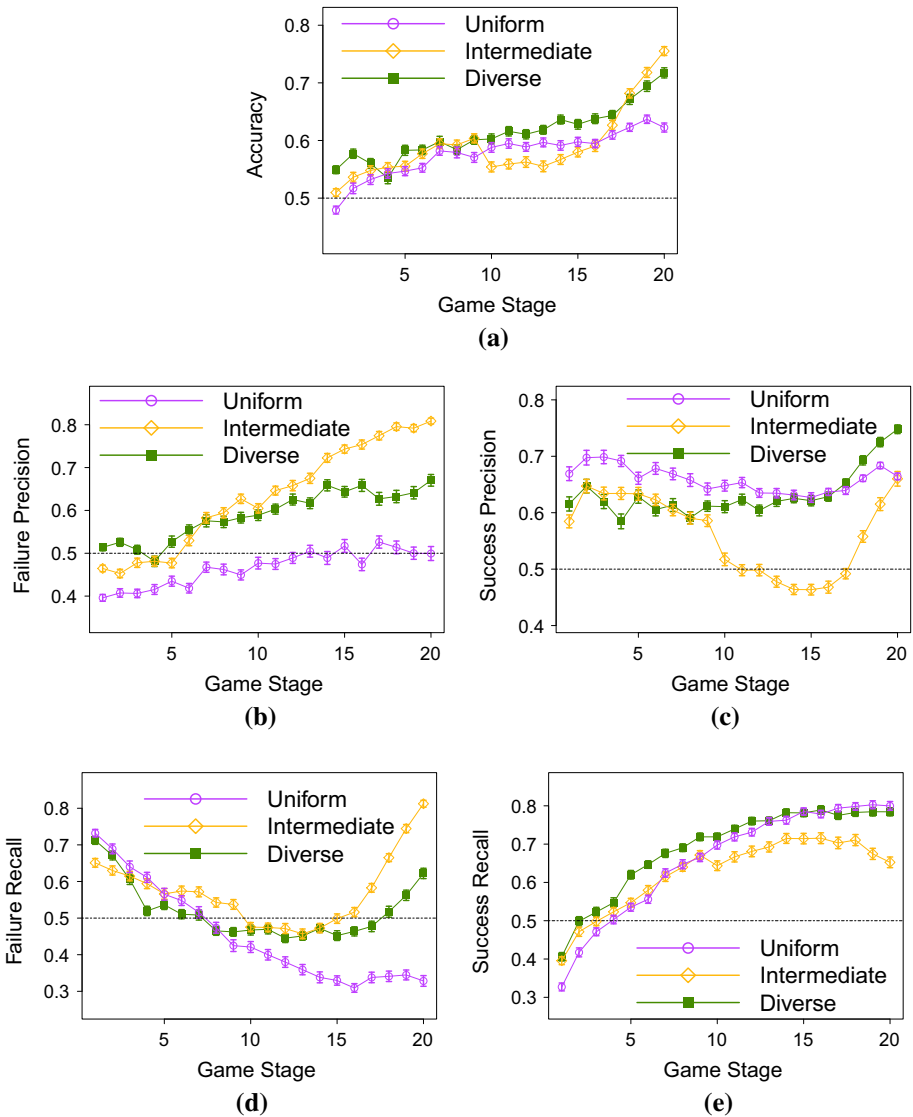 0.8
0.7
0.6
0.5
Accuracy
Uniform
Intermediate
Diverse
5
10
15
20
Game Stage
(a)
0.8
0.7
0.6
0.5
0.4
Failure Precision
Uniform
Intermediate
Diverse
5
10
15
20
Game Stage
(b)
0.8
0.7
0.6
0.5
0.4
Success Precision
Uniform
Intermediate
Diverse
5
10
15
20
Game Stage
(c)
0.8
0.7
0.6
0.5
0.4
0.3
Failure Recall
Uniform
Intermediate
Diverse
5
10
15
20
Game Stage
(d)
0.8
0.7
0.6
0.5
0.4
0.3
Success Recall
Uniform
Intermediate
Diverse
5
10
15
20
Game Stage
(e)